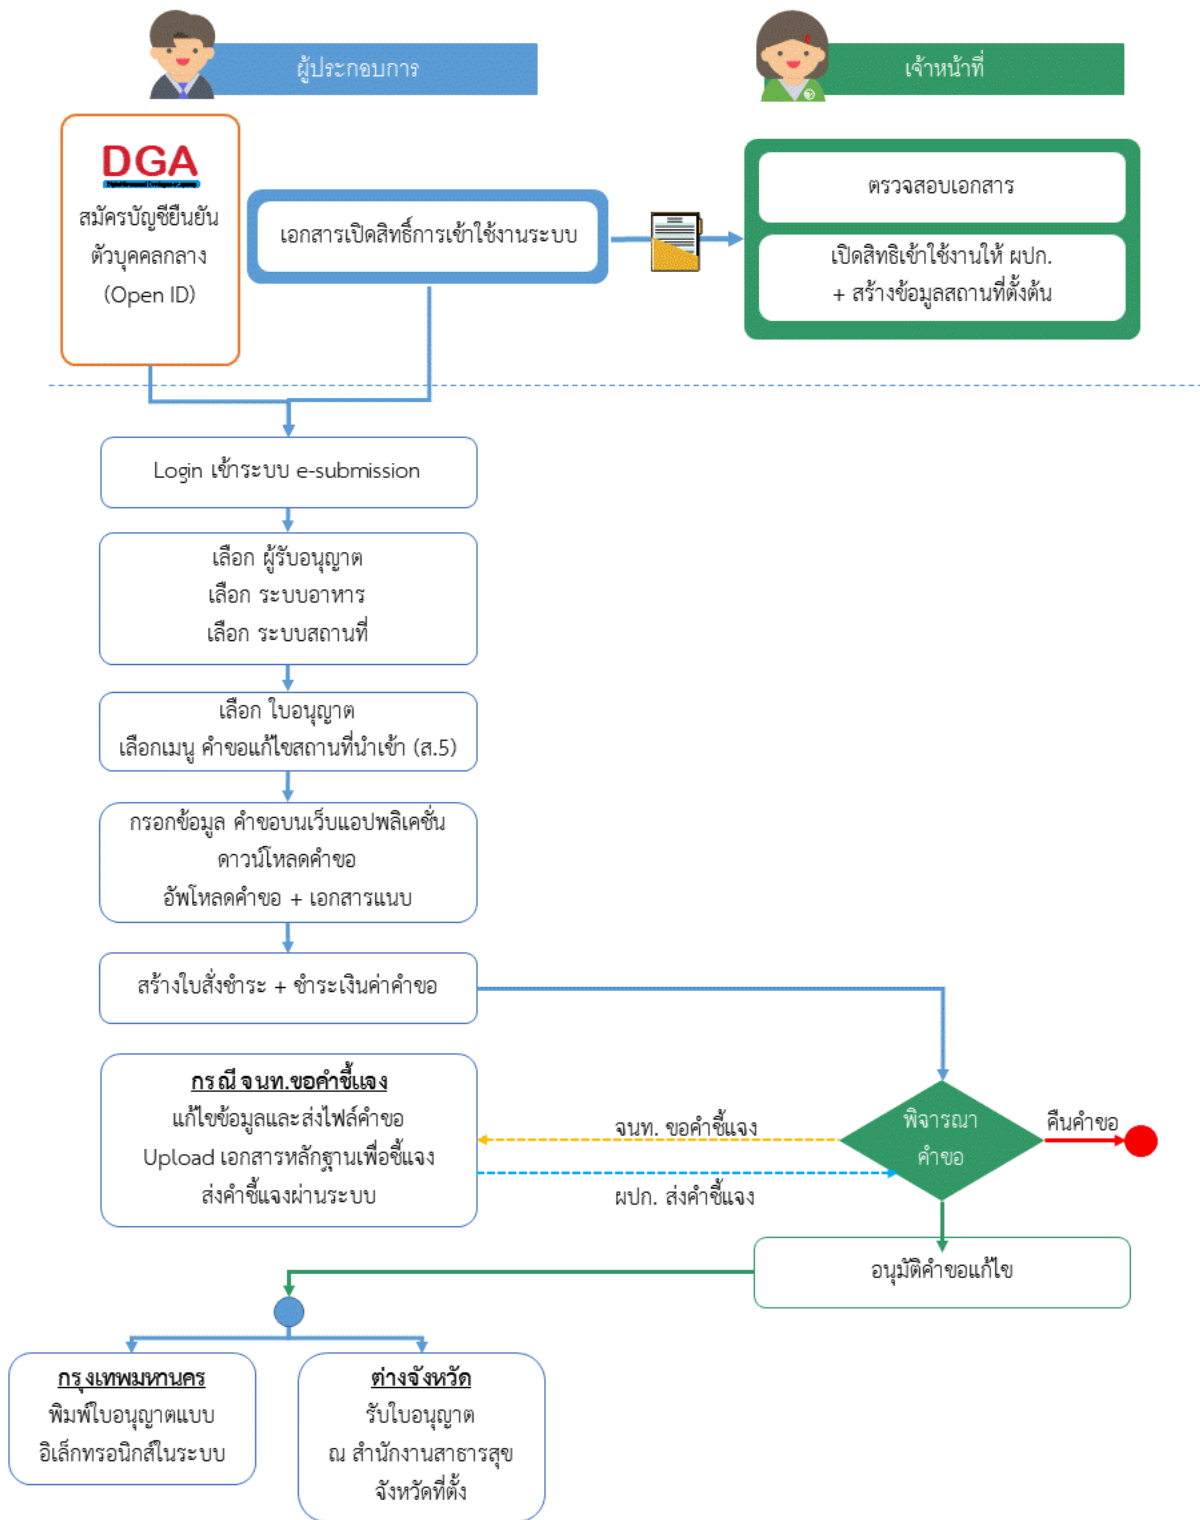 ผู้ประกอบการ
เจ้าหน้าที่
DGA
สมัครบัญชียืนยัน
ตัวบุคคลกลาง
(Open ID)
เอกสารเปิดสิทธิ์การเข้าใช้งานระบบ
ตรวจสอบเอกสาร
เปิดสิทธิเข้าใช้งานให้ ผปก.
+ สร้างข้อมูลสถานที่ตั้งต้น
Login เข้าระบบ e-submission
เลือก ผู้รับอนุญาต
เลือก ระบบอาหาร
เลือก ระบบสถานที่
เลือก ใบอนุญาต
เลือกเมนู คำขอแก้ไขสถานที่นำเข้า (ส.5)
กรอกข้อมูล คำขอบนเว็บแอปพลิเคชั่น
ดาวน์โหลดคำขอ
อัพโหลดคำขอ + เอกสารแนบ
สร้างใบสั่งชำระ + ชำระเงินค่าคำขอ
กรณี จนท.ขอคำชี้แจง
แก้ไขข้อมูลและส่งไฟล์คำขอ
Upload เอกสารหลักฐานเพื่อชี้แจง
ส่งคำชี้แจงผ่านระบบ
จนท. ขอคำชี้แจง
ผปก. ส่งคำชี้แจง
พิจารณา
คำขอ
คืนคำขอ
อนุมัติคำขอแก้ไข
กรุงเทพมหานคร
พิมพ์ใบอนุญาตแบบ
อิเล็กทรอนิกส์ในระบบ
ต่างจังหวัด
รับใบอนุญาต
ณ สำนักงานสาธารสุข
จังหวัดที่ตั้ง